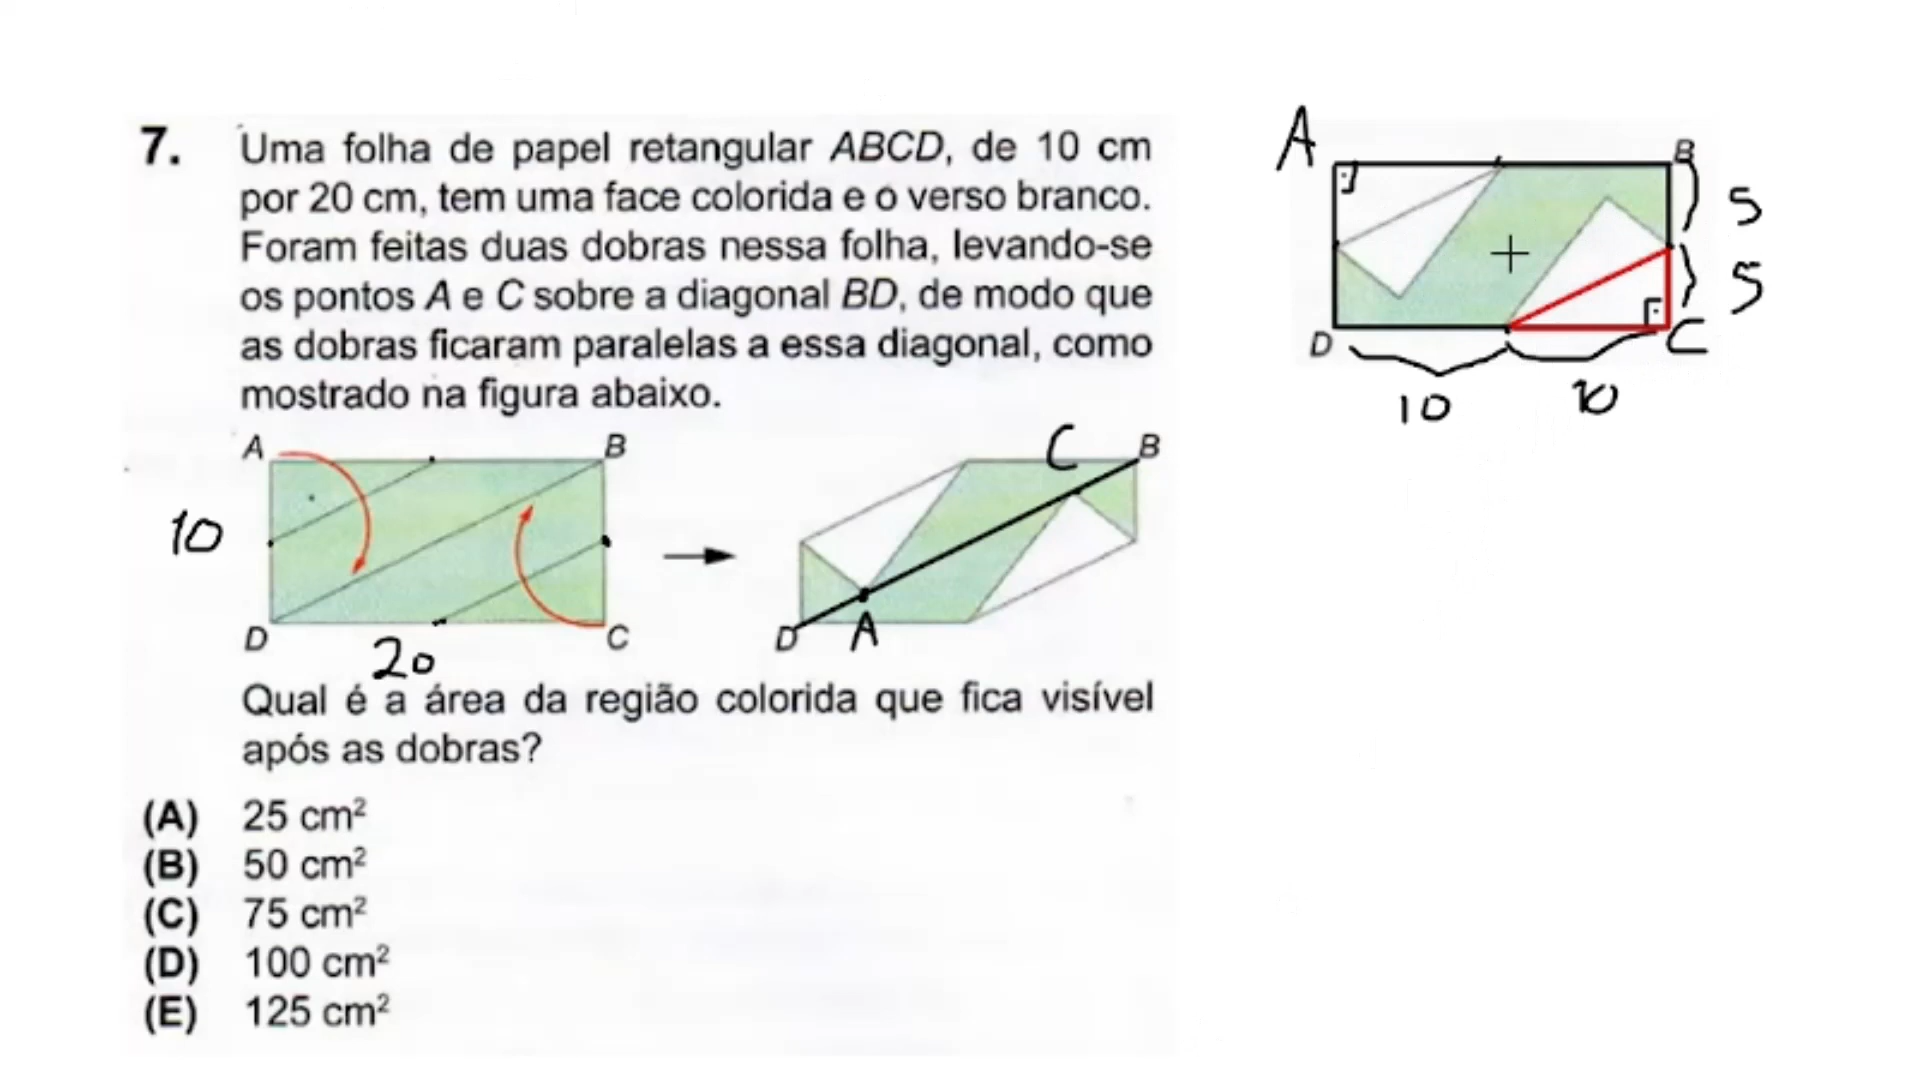 7. Uma folha de papel retangular ABCD, de 10 cm
por 20 cm, tem uma face colorida e o verso branco.
Foram feitas duas dobras nessa folha, levando-se
os pontos A e C sobre a diagonal BD, de modo que
as dobras ficaram paralelas a essa diagonal, como
mostrado na figura abaixo.
A B
10
D C
20
C B
D A
Qual é a área da região colorida que fica visível
após as dobras?
(A) 25 cm²
(B) 50 cm²
(C) 75 cm²
(D) 100 cm²
(E) 125 cm²
A B
5
+
5
D C
10 10